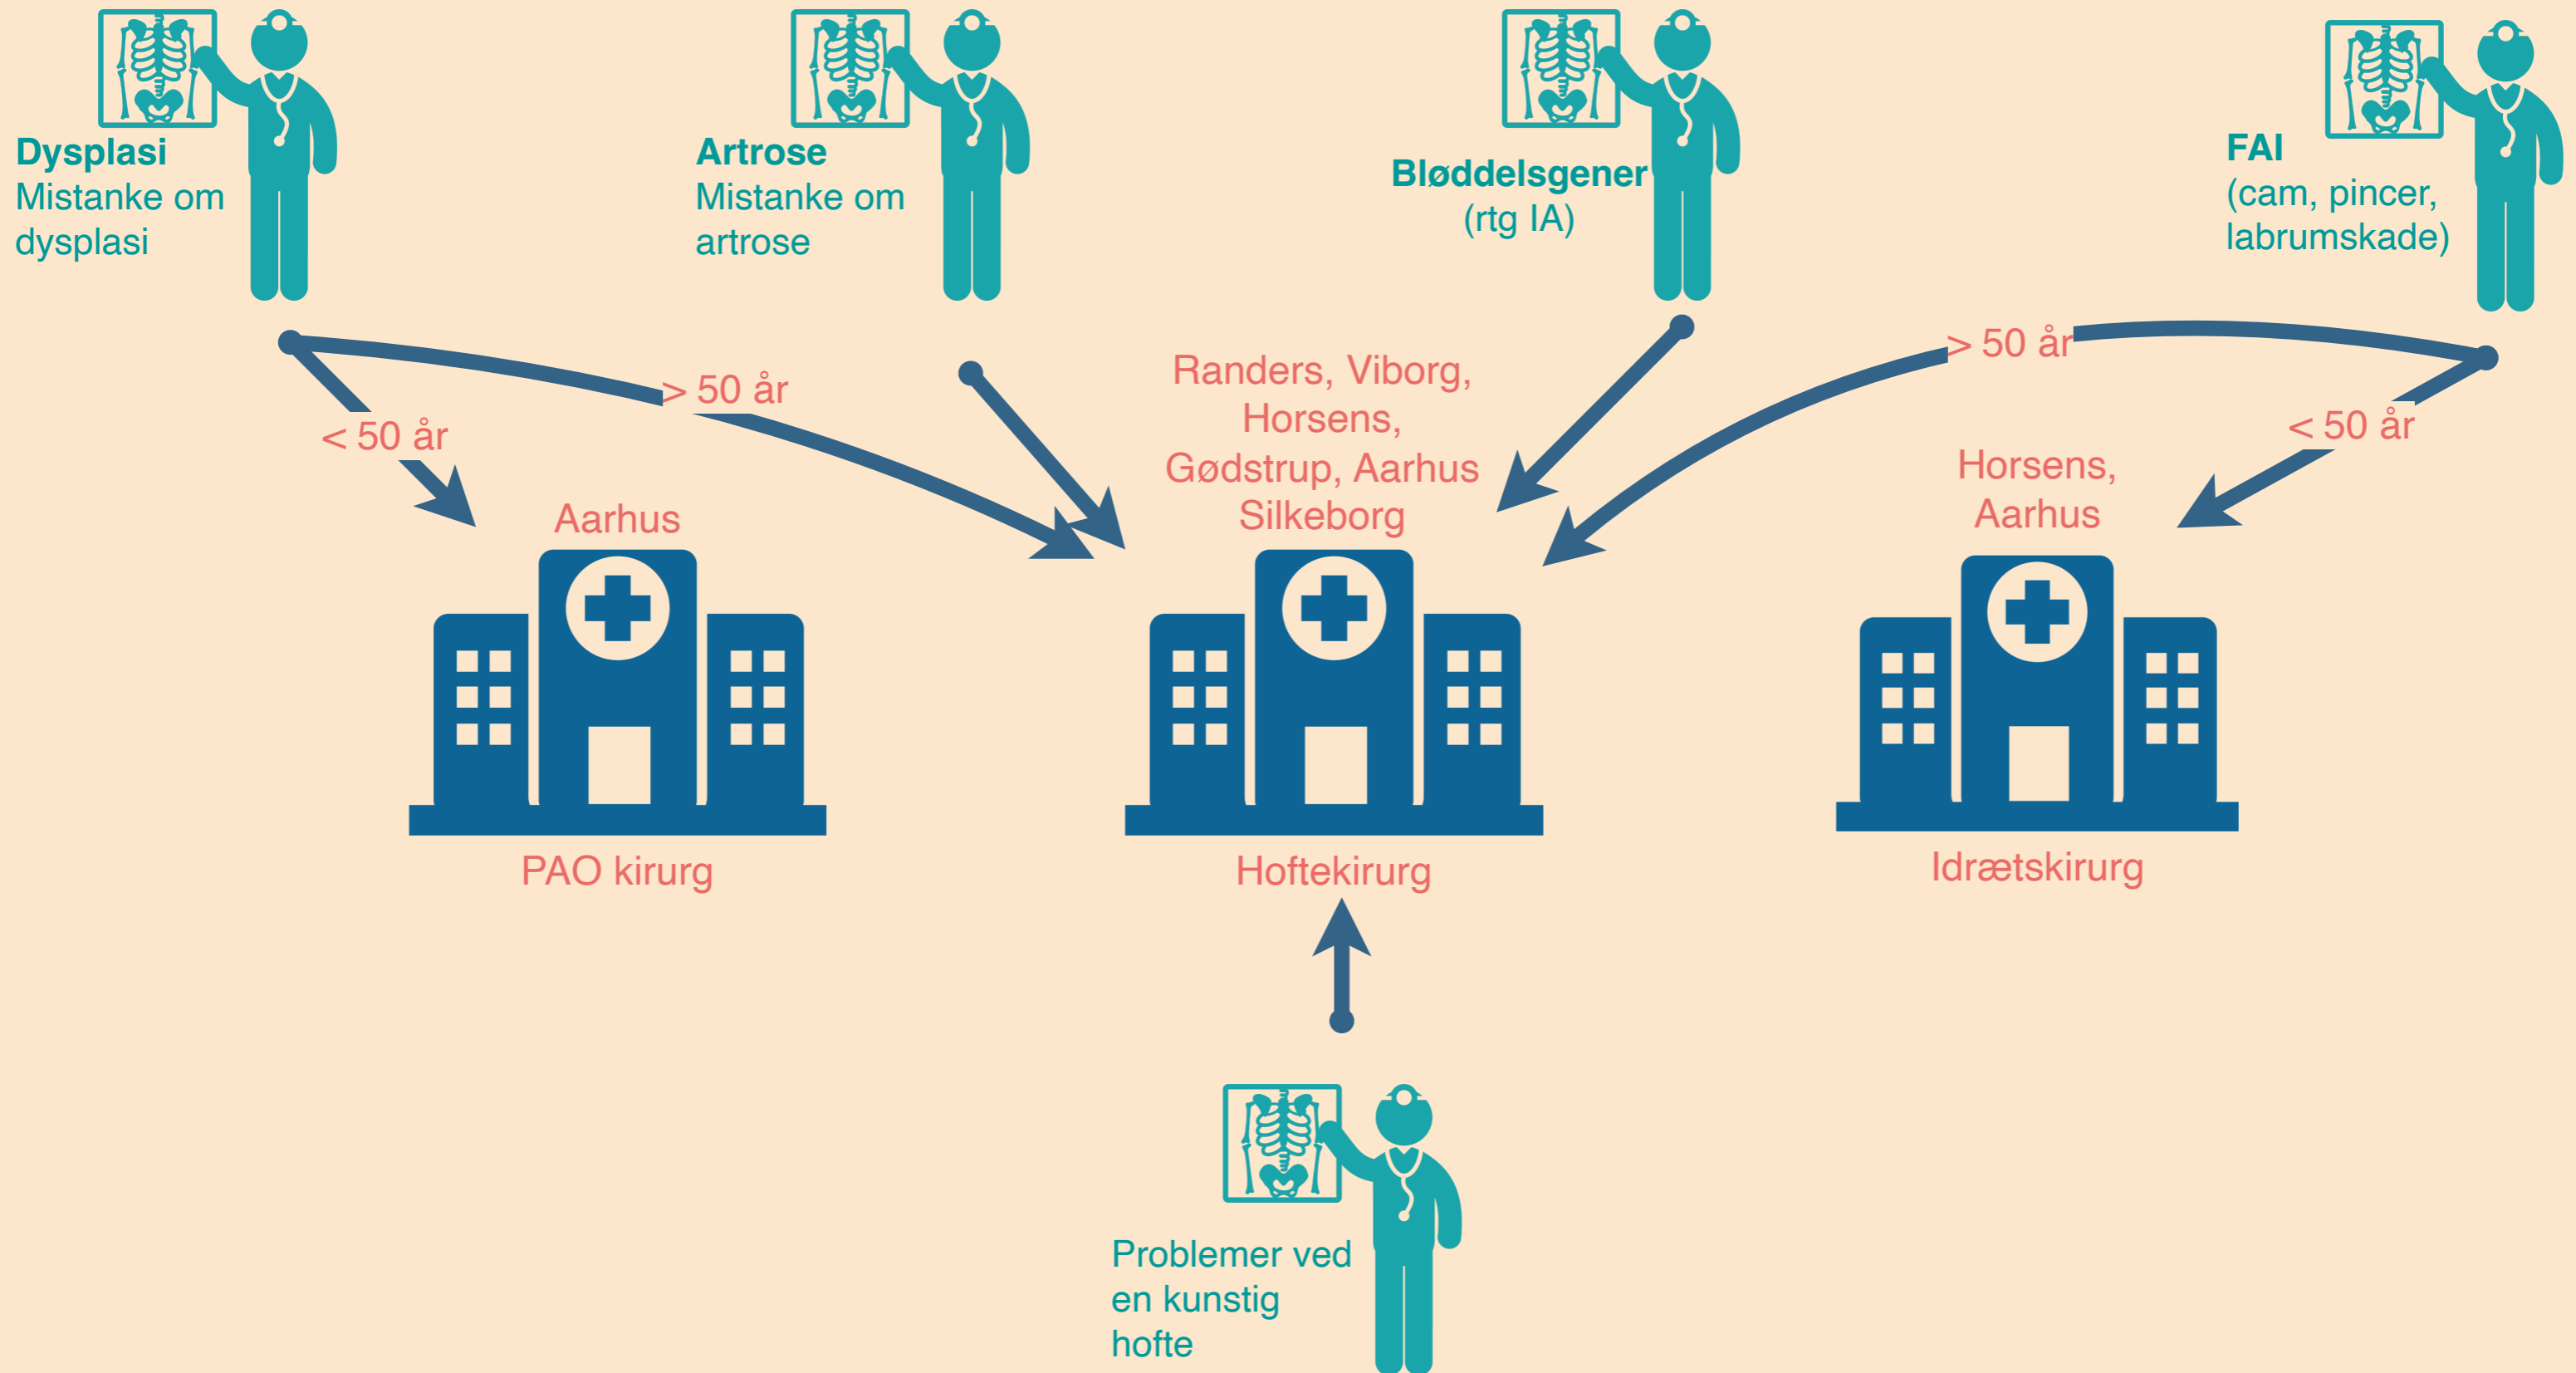 Dysplasi
Mistanke om
dysplasi
Artrose
Mistanke om
artrose
Bløddelsgener
(rtg IA)
FAI
(cam, pincer,
labrumskade)
< 50 år
> 50 år
> 50 år
< 50 år
Aarhus
Randers, Viborg,
Horsens,
Gødstrup, Aarhus
Silkeborg
Horsens,
Aarhus
PAO kirurg
Hoftekirurg
Idrætskirurg
Problemer ved
en kunstig
hofte